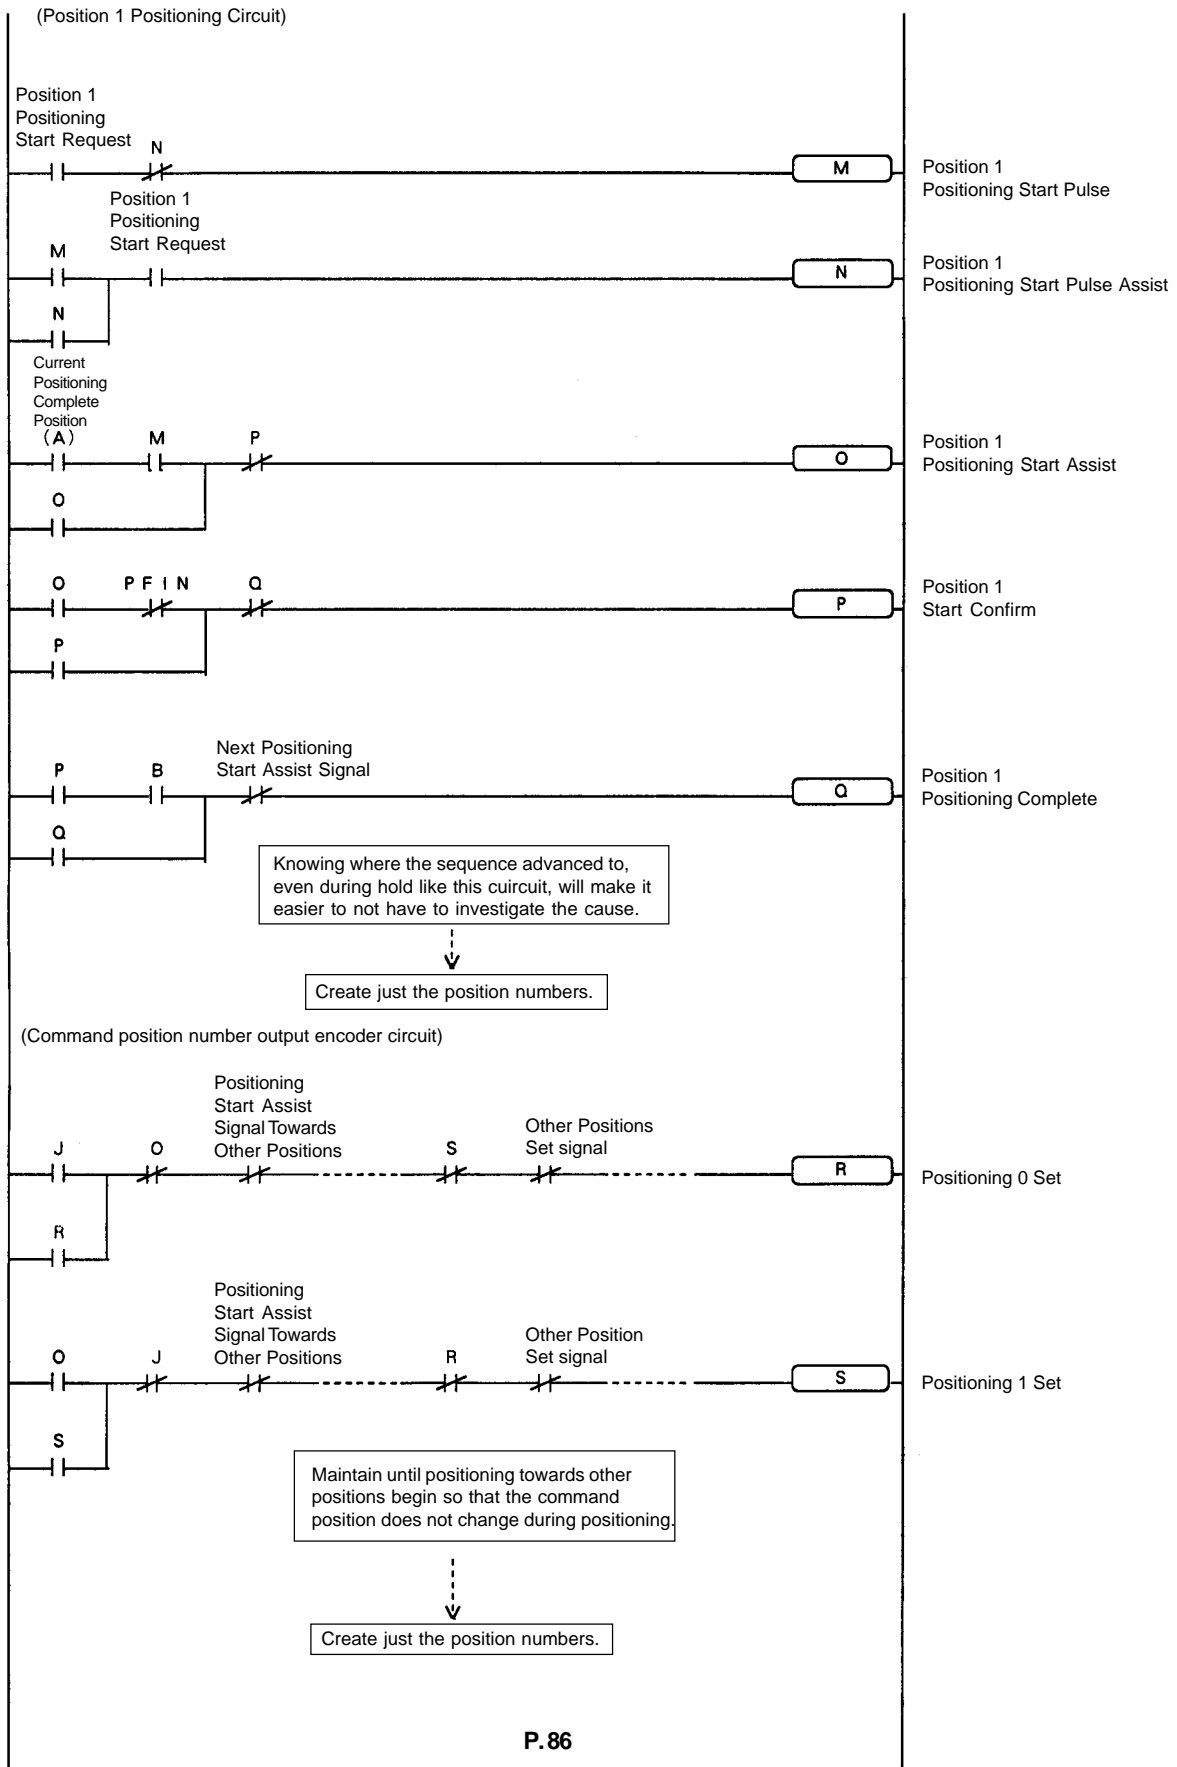 (Position 1 Positioning Circuit)
Position 1
Positioning
Start Request
N
M
Position 1
Positioning Start Pulse
Position 1
Positioning
Start Request
M
N
Position 1
Positioning Start Pulse Assist
N
Current
Positioning
Complete
Position
(A)
M
P
O
Position 1
Positioning Start Assist
O
O
PFIN
Q
P
Position 1
Start Confirm
P
Next Positioning
Start Assist Signal
P
B
Q
Position 1
Positioning Complete
Q
Knowing where the sequence advanced to,
even during hold like this cuircuit, will make it
easier to not have to investigate the cause.
Create just the position numbers.
(Command position number output encoder circuit)
Positioning
Start Assist
Signal Towards
Other Positions
Other Positions
Set signal
J
O
S
R
Positioning 0 Set
R
Positioning
Start Assist
Signal Towards
Other Positions
Other Position
Set signal
O
J
R
S
Positioning 1 Set
S
Maintain until positioning towards other
positions begin so that the command
position does not change during positioning.
Create just the position numbers.
P. 86